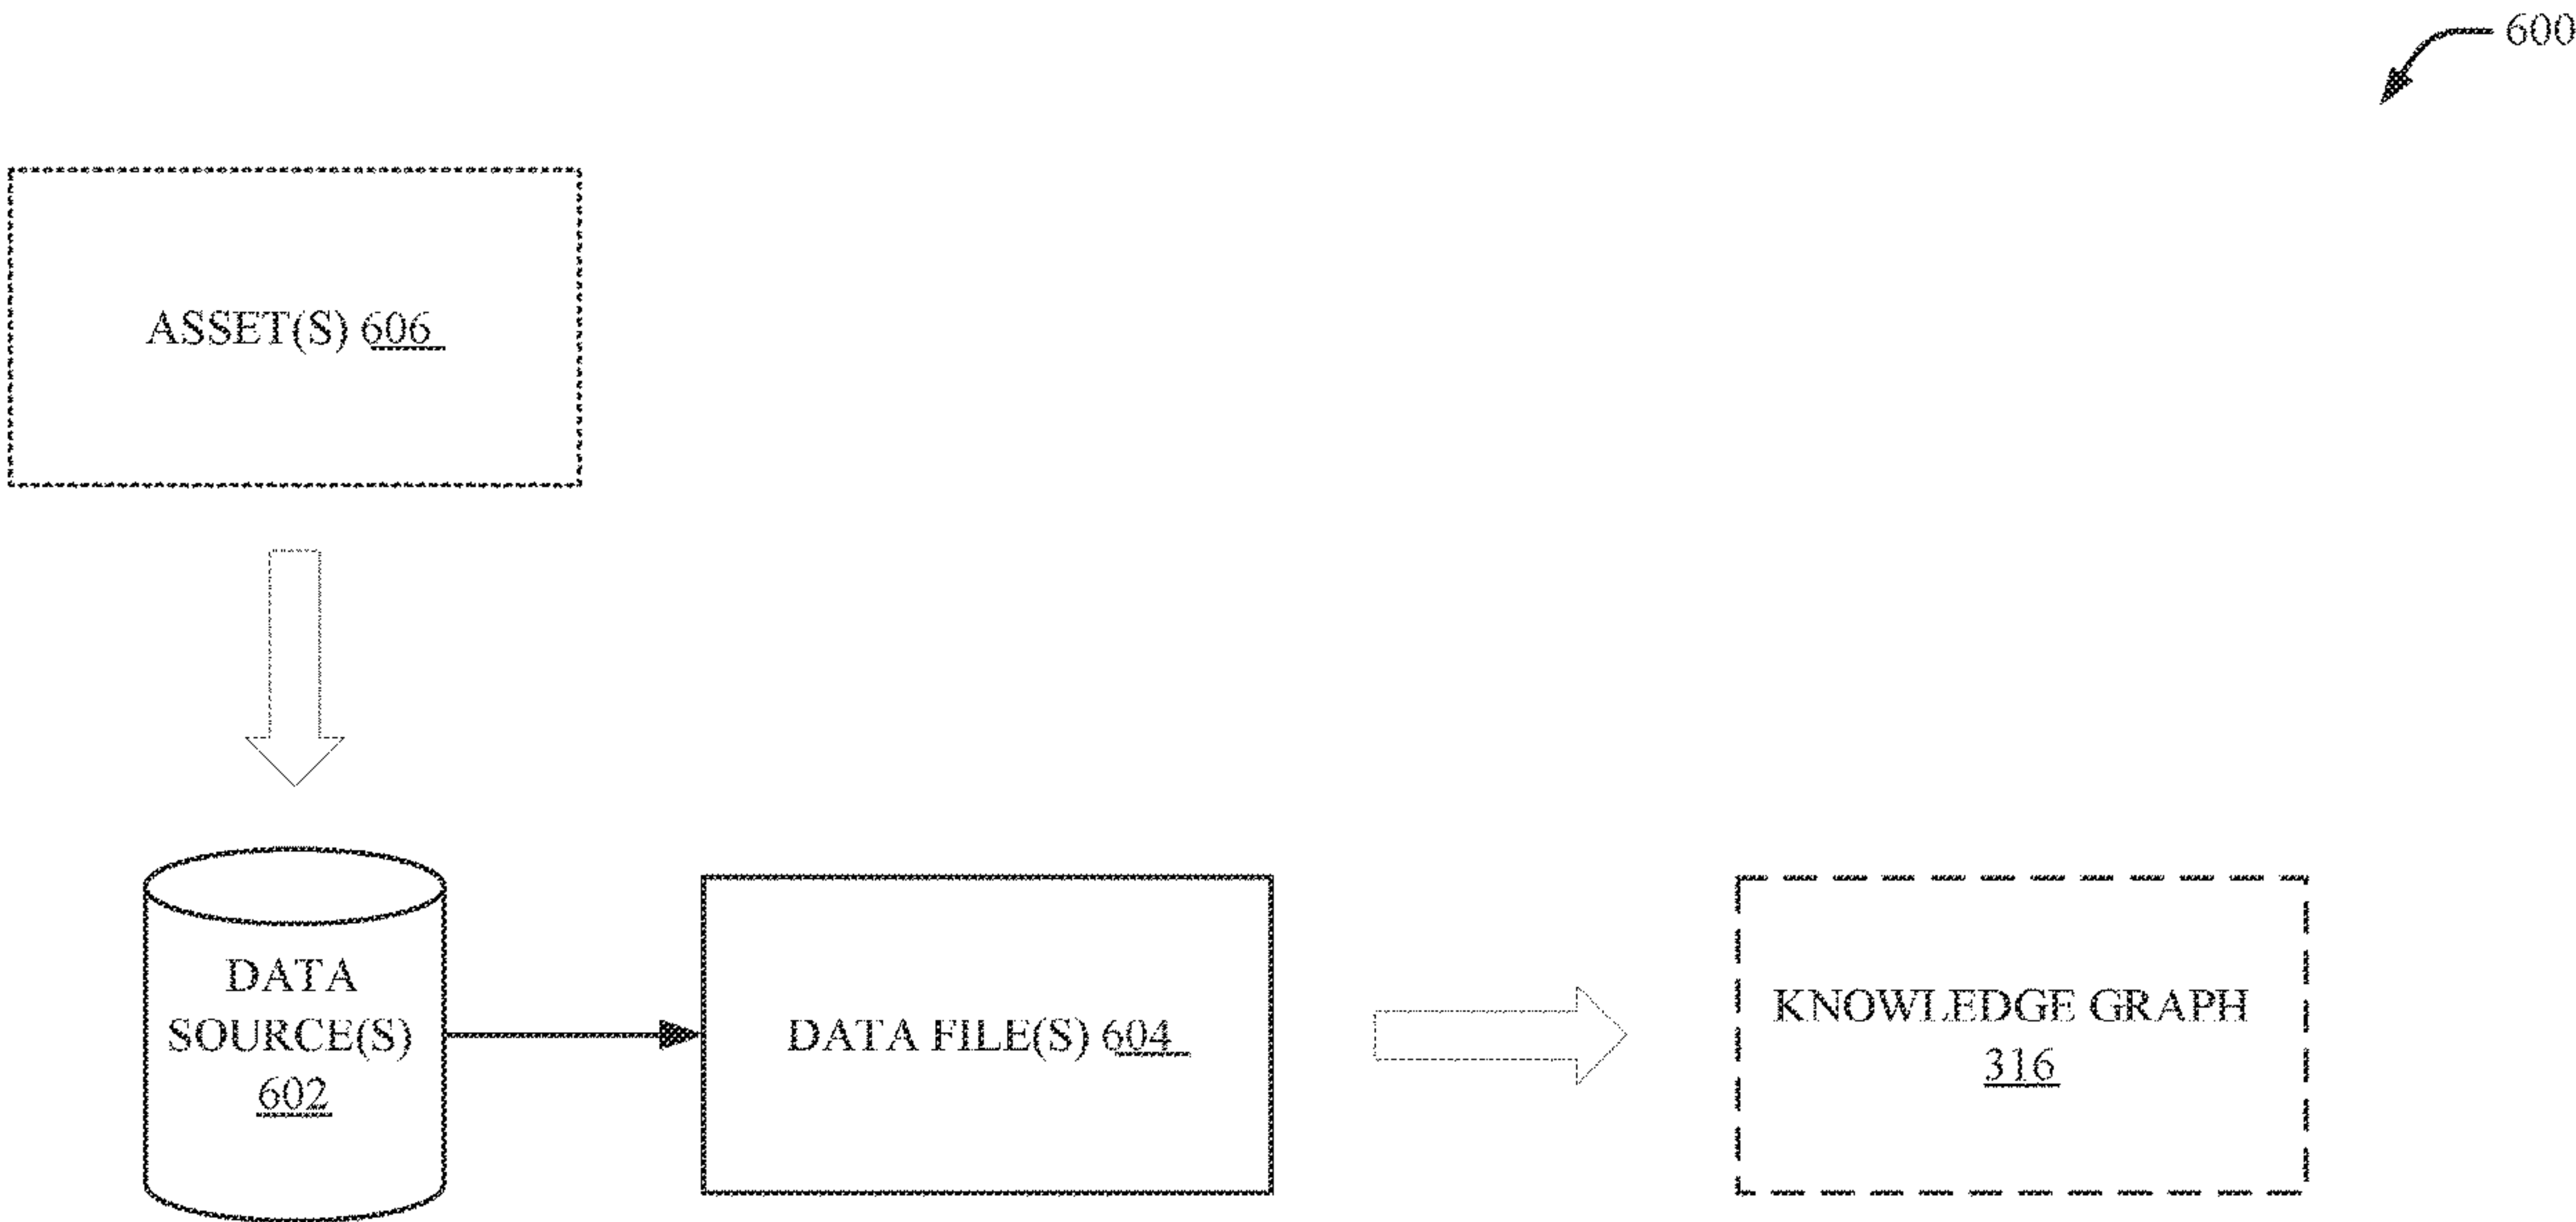 600
ASSET(S) 606
DATA
SOURCE(S)
602
DATA FILE(S) 604
KNOWLEDGE GRAPH
316